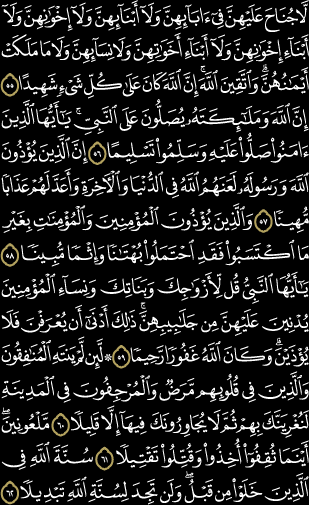 لَّا جُنَاحَ عَلَيْهِنَّ فِىٓ ءَابَآئِهِنَّ وَلَآ أَبْنَآئِهِنَّ وَلَآ إِخْوَٰنِهِنَّ وَلَآ
أَبْنَآءِ إِخْوَٰنِهِنَّ وَلَآ أَبْنَآءِ أَخَوَٰتِهِنَّ وَلَا نِسَآئِهِنَّ وَلَا مَا مَلَكَتْ
أَيْمَٰنُهُنَّ ۗ وَٱتَّقِينَ ٱللَّهَ ۚ إِنَّ ٱللَّهَ كَانَ عَلَىٰ كُلِّ شَىْءٍ شَهِيدًا ٥٥
إِنَّ ٱللَّهَ وَمَلَٰٓئِكَتَهُۥ يُصَلُّونَ عَلَى ٱلنَّبِىِّ ۚ يَٰٓأَيُّهَا ٱلَّذِينَ
ءَامَنُوا۟ صَلُّوا۟ عَلَيْهِ وَسَلِّمُوا۟ تَسْلِيمًا ٥٦ إِنَّ ٱلَّذِينَ يُؤْذُونَ
ٱللَّهَ وَرَسُولَهُۥ لَعَنَهُمُ ٱللَّهُ فِى ٱلدُّنْيَا وَٱلْءَاخِرَةِ وَأَعَدَّ لَهُمْ عَذَابًا
مُّهِينًا ٥٧ وَٱلَّذِينَ يُؤْذُونَ ٱلْمُؤْمِنِينَ وَٱلْمُؤْمِنَٰتِ بِغَيْرِ
مَا ٱكْتَسَبُوا۟ فَقَدِ ٱحْتَمَلُوا۟ بُهْتَٰنًا وَإِثْمًا مُّبِينًا ٥٨
يَٰٓأَيُّهَا ٱلنَّبِىُّ قُل لِّأَزْوَٰجِكَ وَبَنَاتِكَ وَنِسَآءِ ٱلْمُؤْمِنِينَ
يُدْنِينَ عَلَيْهِنَّ مِن جَلَٰبِيبِهِنَّ ۚ ذَٰلِكَ أَدْنَىٰٓ أَن يُعْرَفْنَ فَلَا
يُؤْذَيْنَ ۗ وَكَانَ ٱللَّهُ غَفُورًا رَّحِيمًا ٥٩ ۞ لَّئِن لَّمْ يَنتَهِ ٱلْمُنَٰفِقُونَ
وَٱلَّذِينَ فِى قُلُوبِهِم مَّرَضٌ وَٱلْمُرْجِفُونَ فِى ٱلْمَدِينَةِ
لَنُغْرِيَنَّكَ بِهِمْ ثُمَّ لَا يُجَاوِرُونَكَ فِيهَآ إِلَّا قَلِيلًا ٦٠ مَّلْعُونِينَ ۖ
أَيْنَمَا ثُقِفُوٓا۟ أُخِذُوا۟ وَقُتِّلُوا۟ تَقْتِيلًا ٦١ سُنَّةَ ٱللَّهِ فِى
ٱلَّذِينَ خَلَوْا۟ مِن قَبْلُ ۖ وَلَن تَجِدَ لِسُنَّةِ ٱللَّهِ تَبْدِيلًا ٦٢